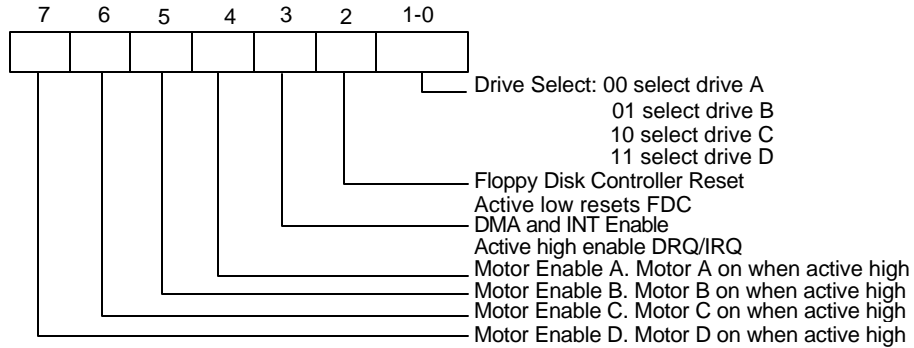 7 6 5 4 3 2 1-0
Drive Select: 00 select drive A
01 select drive B
10 select drive C
11 select drive D
Floppy Disk Controller Reset
Active low resets FDC
DMA and INT Enable
Active high enable DRQ/IRQ
Motor Enable A. Motor A on when active high
Motor Enable B. Motor B on when active high
Motor Enable C. Motor C on when active high
Motor Enable D. Motor D on when active high